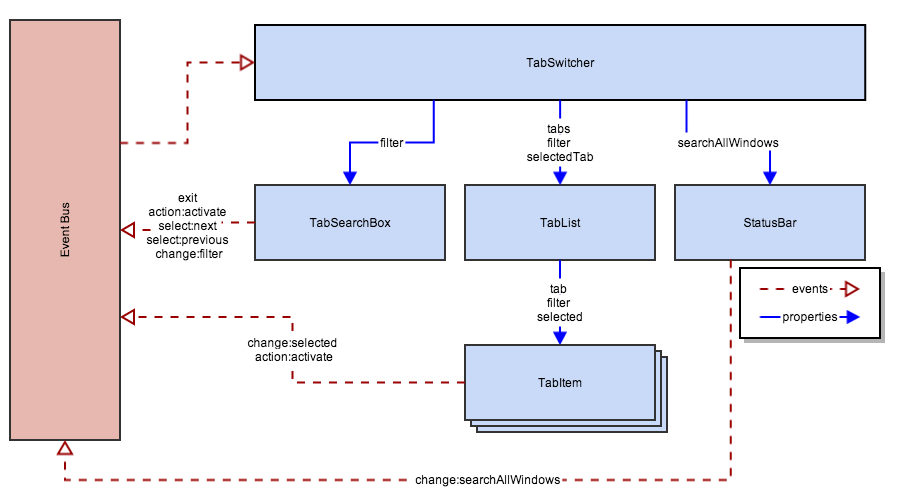 TabSwitcher
filter
tabs
filter
selectedTab
searchAllWindows
Event Bus
exit
action:activate
select:next
select:previous
change:filter
TabSearchBox
TabList
StatusBar
events
properties
tab
filter
selected
change:selected
action:activate
TabItem
change:searchAllWindows